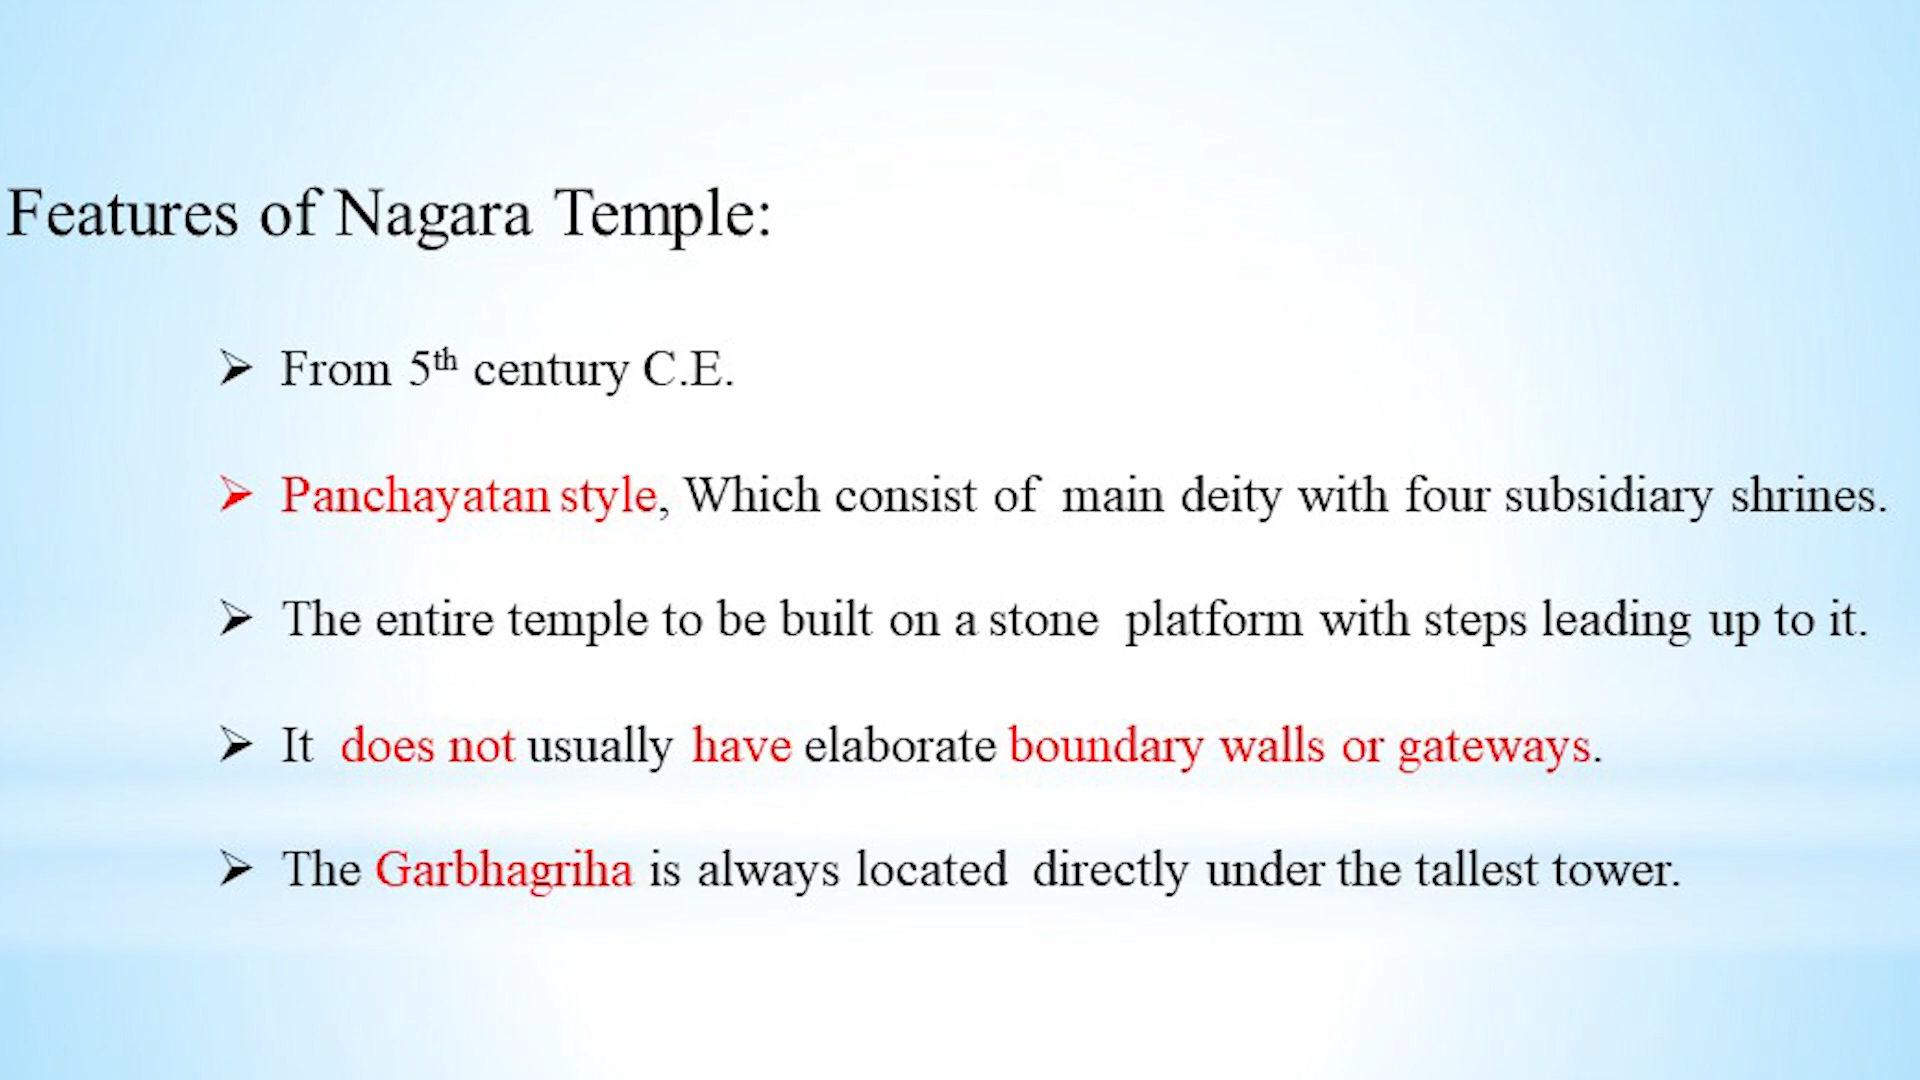 Features of Nagara Temple:
➢ From 5th century C.E.
➢ Panchayatan style, Which consist of main deity with four subsidiary shrines.
➢ The entire temple to be built on a stone platform with steps leading up to it.
➢ It does not usually have elaborate boundary walls or gateways.
➢ The Garbhagriha is always located directly under the tallest tower.